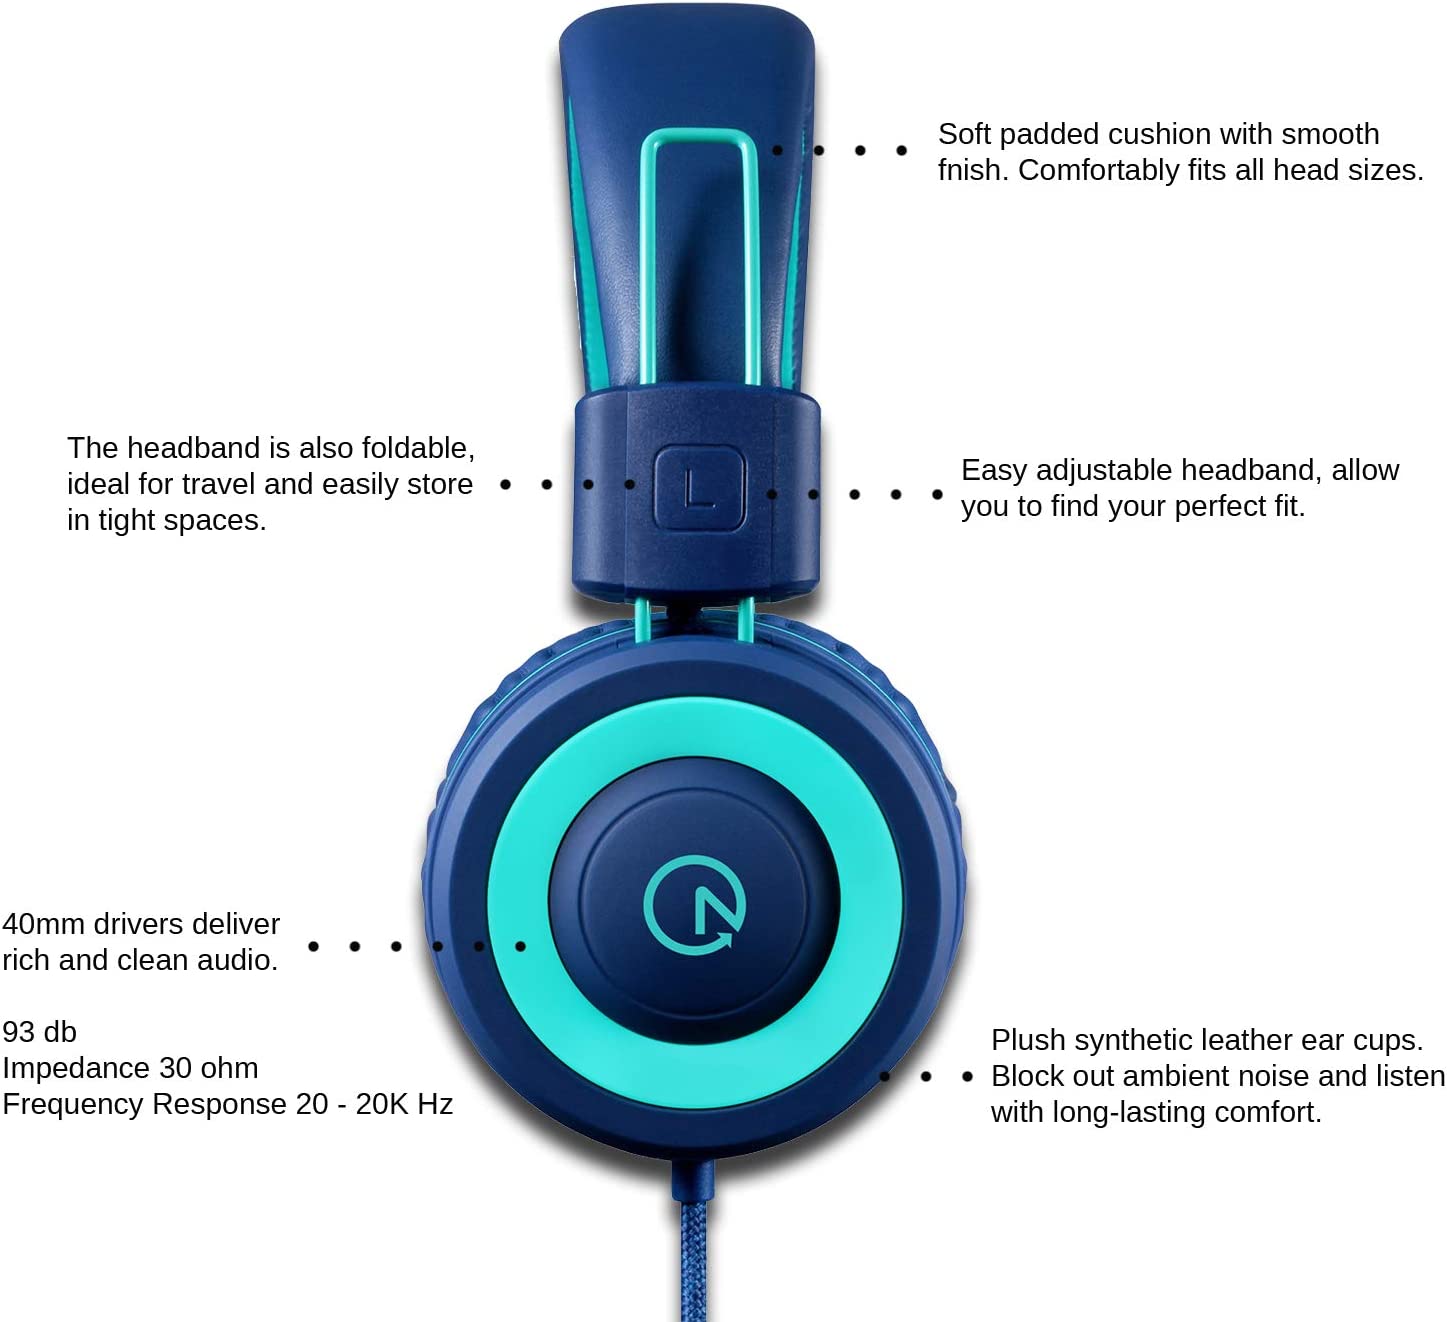 Soft padded cushion with smooth
fnish. Comfortably fits all head sizes.
The headband is also foldable,
ideal for travel and easily store
in tight spaces.
L
Easy adjustable headband, allow
you to find your perfect fit.
40mm drivers deliver
rich and clean audio.
93 db
Impedance 30 ohm
Frequency Response 20 - 20K Hz
Plush synthetic leather ear cups.
Block out ambient noise and listen
with long-lasting comfort.